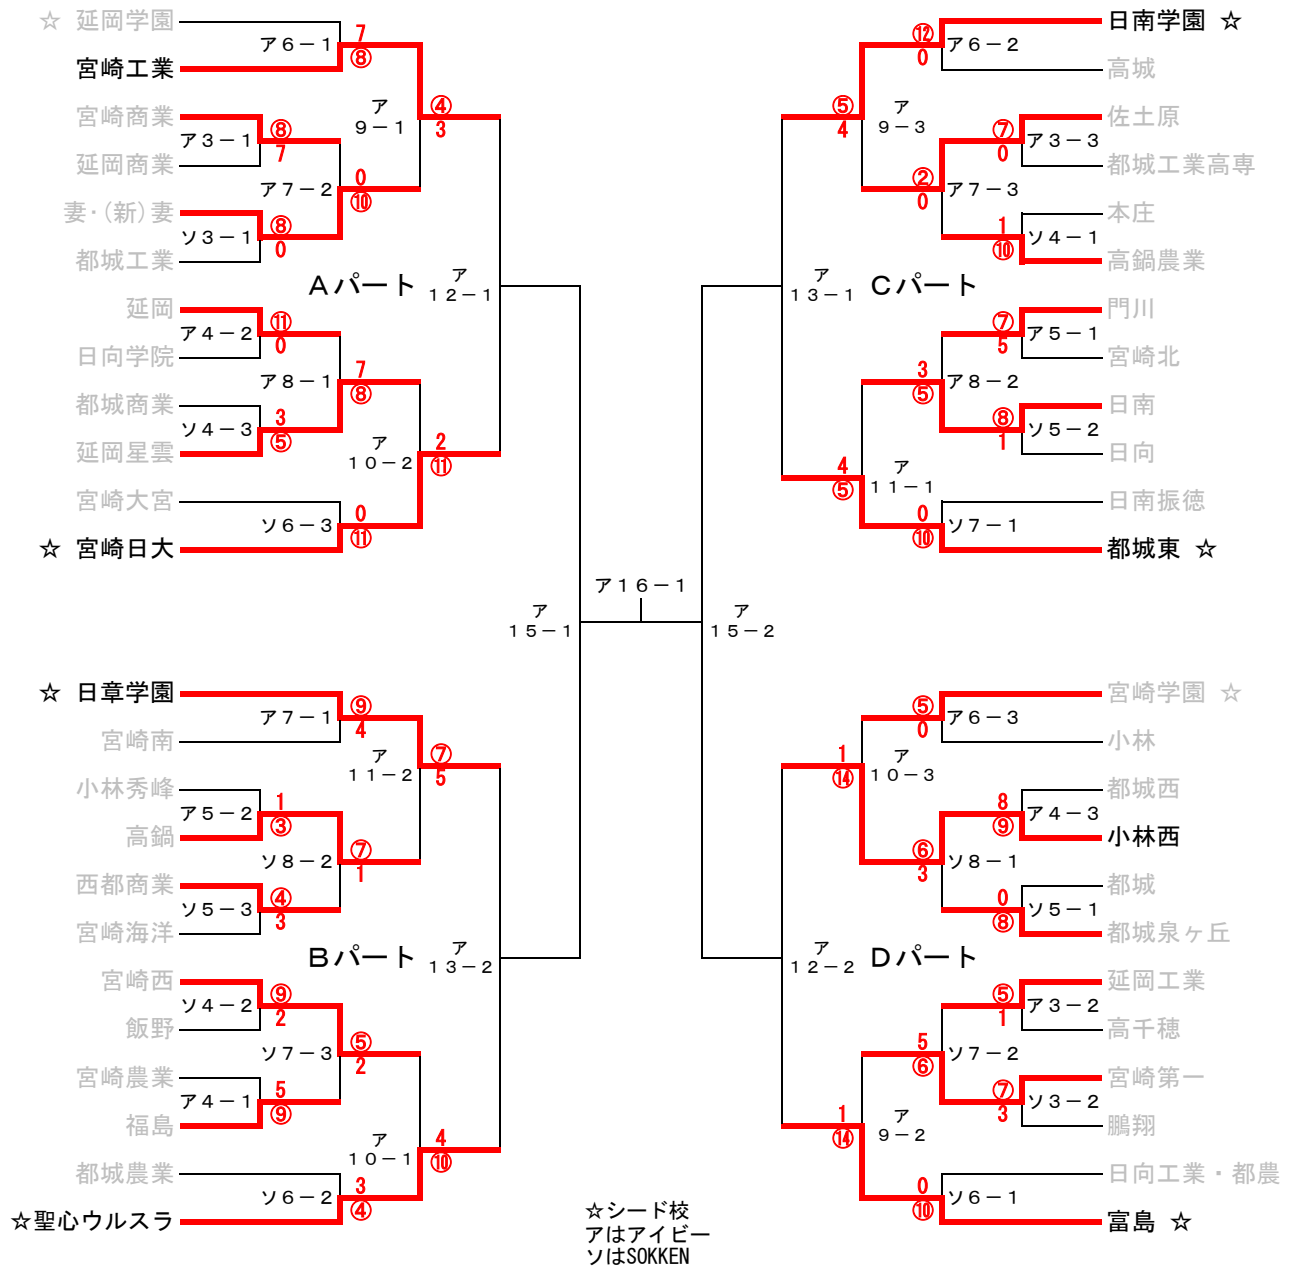 ☆ 延岡学園
ア６－１
7
⑧
宮崎工業
宮崎商業
ア３－１
⑧
7
延岡商業
ア
９－１
④
3
ア７－２
0
⑩
妻・(新)妻
ソ３－１
⑧
0
都城工業
Ａパート
ア
１２－１
延岡
ア４－２
⑪
0
日向学院
ア８－１
7
⑧
都城商業
ソ４－３
3
⑤
延岡星雲
ア
１０－２
2
⑪
宮崎大宮
ソ６－３
0
⑪
☆ 宮崎日大
ア
１５－１
ア１６－１
ア
１５－２
☆ 日章学園
ア７－１
⑨
4
宮崎南
ア
１１－２
⑦
5
小林秀峰
ア５－２
1
③
高鍋
ソ８－２
⑦
1
西都商業
ソ５－３
④
3
宮崎海洋
Ｂパート
ア
１３－２
宮崎西
ソ４－２
⑨
2
飯野
ソ７－３
⑤
2
宮崎農業
ア４－１
5
⑨
福島
ア
１０－１
4
⑩
都城農業
ソ６－２
3
④
☆聖心ウルスラ
日南学園 ☆
⑫
0
ア６－２
高城
⑤
4
ア
９－３
佐土原
⑦
0
ア３－３
都城工業高専
②
0
ア７－３
本庄
1
⑩
ソ４－１
高鍋農業
ア
１３－１
Ｃパート
門川
⑦
5
ア５－１
宮崎北
3
⑤
ア８－２
日南
⑧
1
ソ５－２
日向
4
⑤
ア
１１－１
日南振徳
0
⑩
ソ７－１
都城東 ☆
宮崎学園 ☆
⑤
0
ア６－３
小林
1
⑭
ア
１０－３
都城西
8
⑨
ア４－３
小林西
⑥
3
ソ８－１
都城
0
⑧
ソ５－１
都城泉ヶ丘
ア
１２－２
Ｄパート
延岡工業
⑤
1
ア３－２
高千穂
5
⑥
ソ７－２
宮崎第一
⑦
3
ソ３－２
鵬翔
1
⑭
ア
９－２
日向工業・都農
0
⑩
ソ６－１
富島 ☆
☆シード校
アはアイビー
ソはSOKKEN